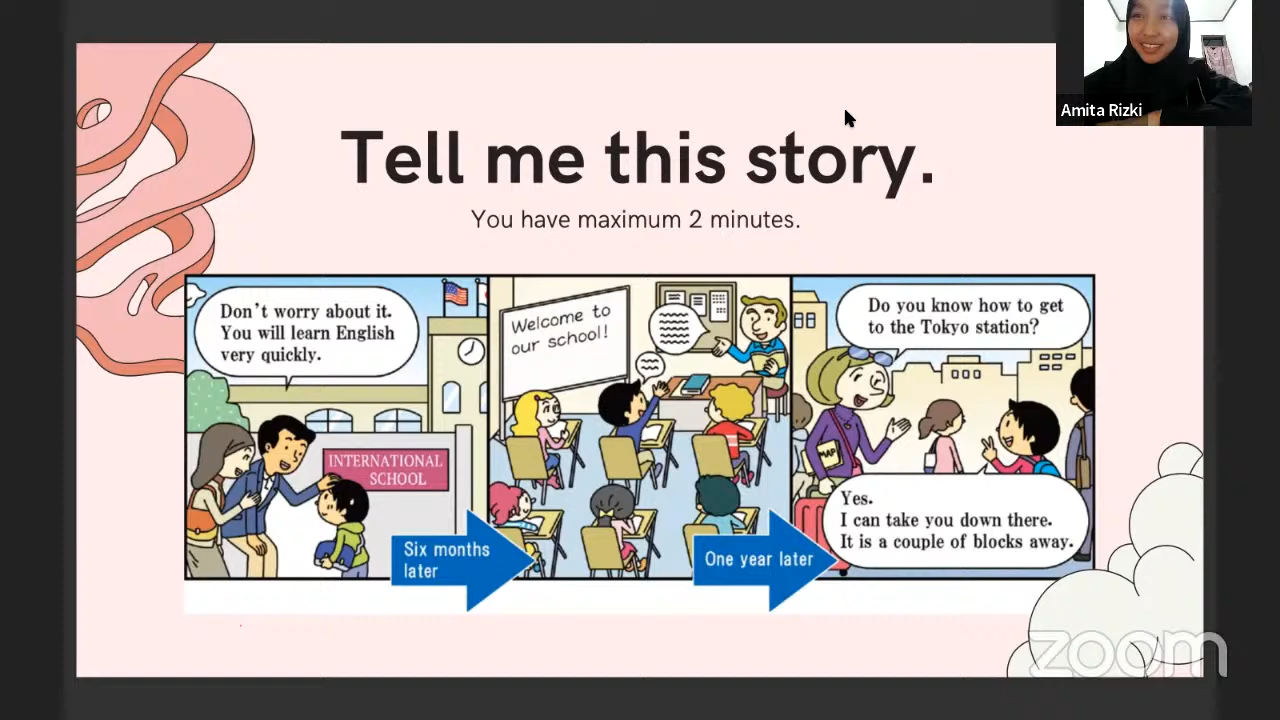 Amita Rizki
Tell me this story.
You have maximum 2 minutes.
Don't worry about it.
You will learn English
very quickly.
INTERNATIONAL
SCHOOL
Six months
later
Welcome to
our school!
One year later
Do you know how to get
to the Tokyo station?
MAP
Yes.
I can take you down there.
It is a couple of blocks away.
zoom